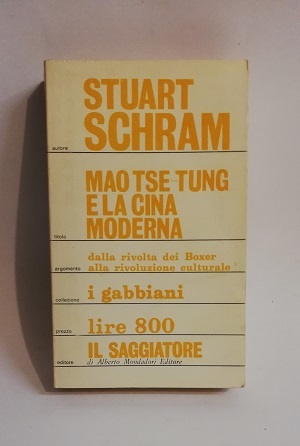 STUART
autore SCHRAM
MAO TSE TUNG
E LA CINA
titolo MODERNA
dalla rivolta dei Boxer
argomento alla rivoluzione culturale
collezione i gabbiani
prezzo lire 800
IL SAGGIATORE
editore di Alberto Mondadori Editore